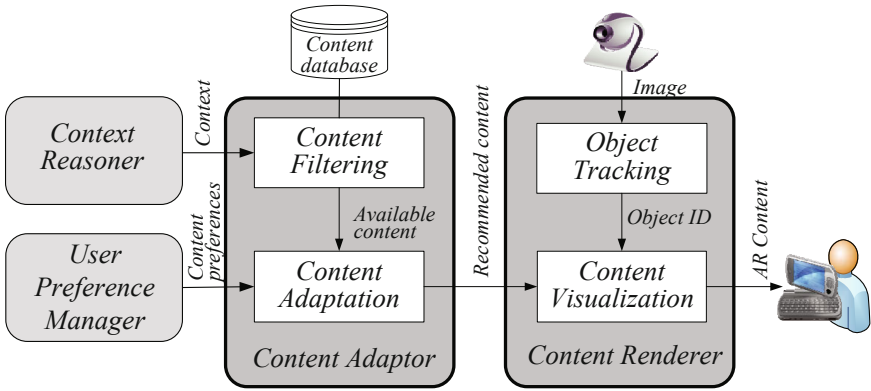 Content
database
Image
Context
Reasoner
Context
Content
Filtering
Recommended content
Object
Tracking
Available
content
Object ID
AR Content
User
Preference
Manager
Content
preferences
Content
Adaptation
Content
Visualization
Content Adaptor
Content Renderer